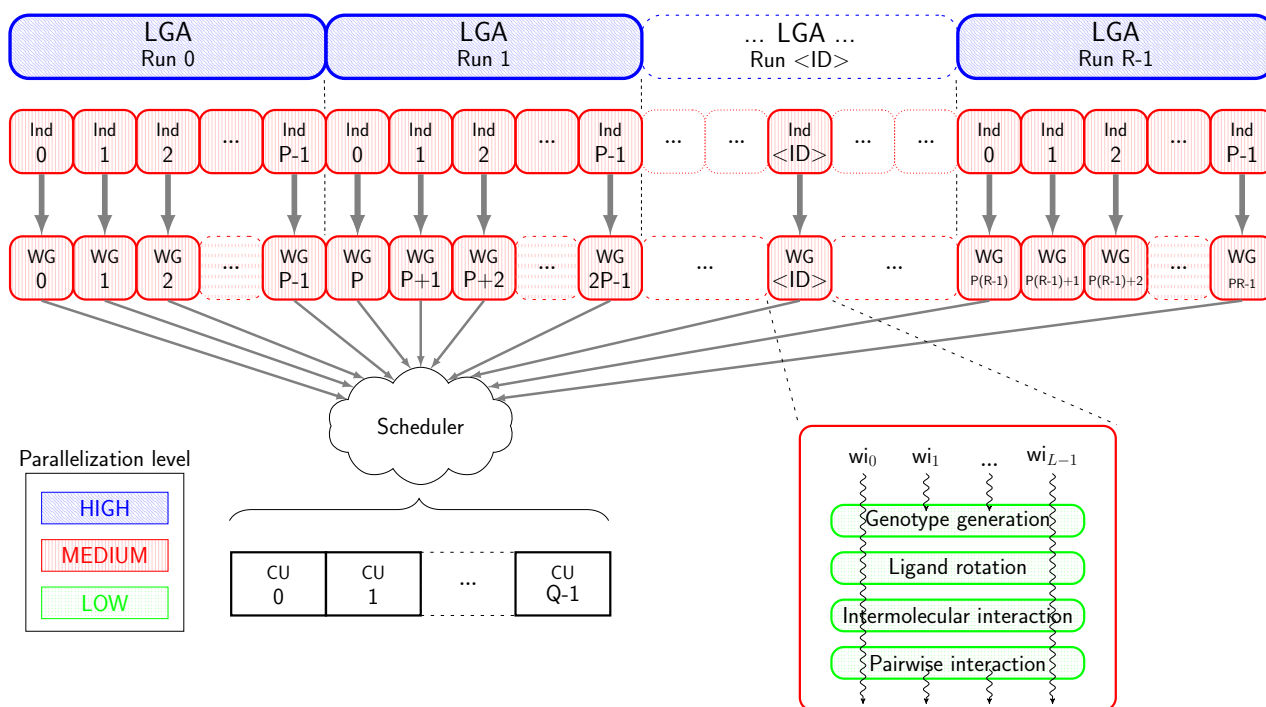 LGA
Run 0
LGA
Run 1
... LGA ...
Run <ID>
LGA
Run R-1
Ind
0
Ind
1
Ind
2
...
Ind
P-1
Ind
0
Ind
1
Ind
2
...
Ind
P-1
...
...
Ind
<ID>
...
...
Ind
0
Ind
1
Ind
2
...
Ind
P-1
WG
0
WG
1
WG
2
...
WG
P-1
WG
P
WG
P+1
WG
P+2
...
WG
2P-1
...
WG
<ID>
...
WG
P(R-1)
WG
P(R-1)+1
WG
P(R-1)+2
...
WG
PR-1
Scheduler
Parallelization level
HIGH
MEDIUM
LOW
CU
0
CU
1
...
CU
Q-1
wi₀ wi₁ ... wi_{L−1}
Genotype generation
Ligand rotation
Intermolecular interaction
Pairwise interaction